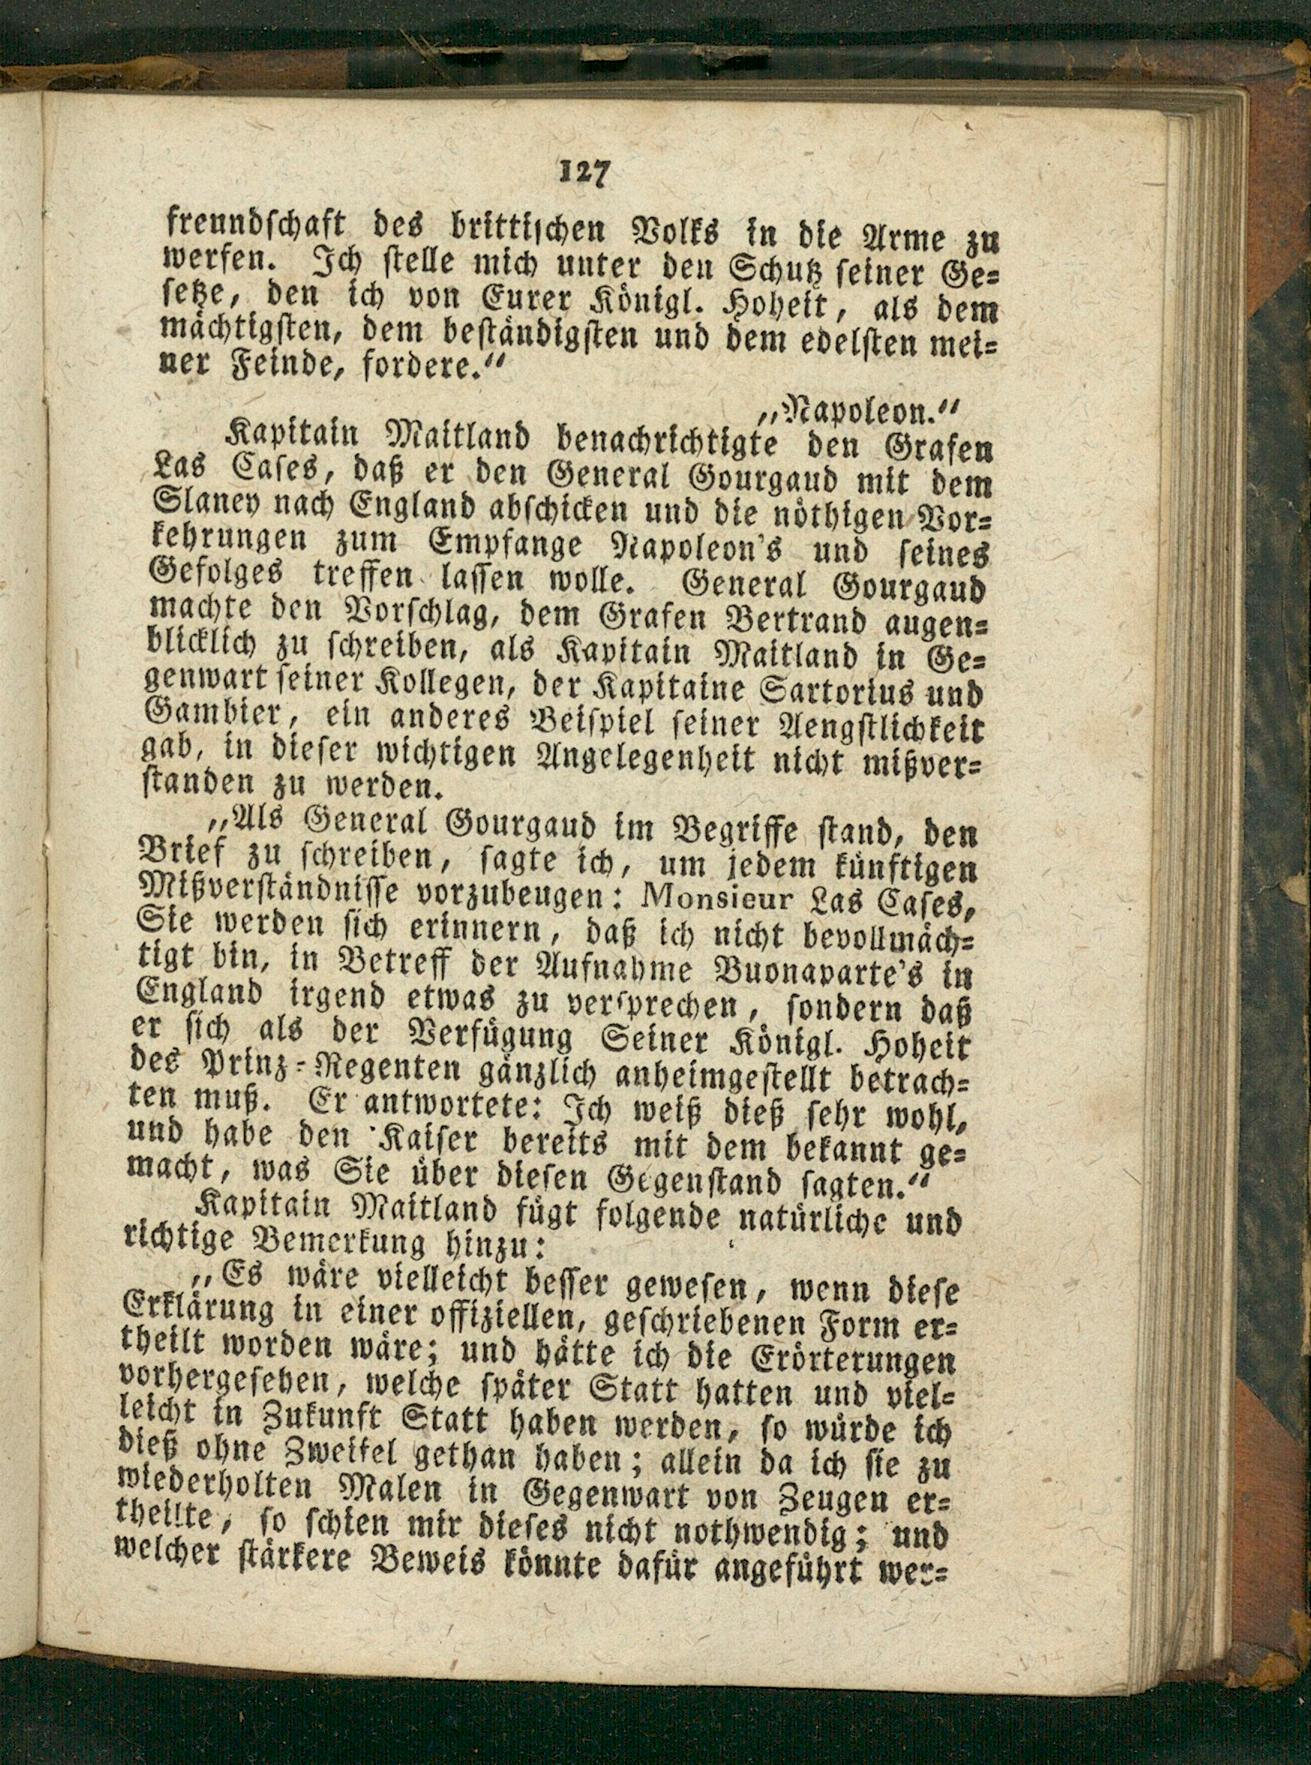 127
freundschaft des brittischen Volks in die Arme zu
werfen. Ich stelle mich unter den Schutz seiner Ge=
setze, den ich von Eurer Königl. Hoheit, als dem
mächtigsten, dem beständigsten und dem edelsten mei=
ner Feinde, fordere.“
„Napoleon.“
Kapitain Maitland benachrichtigte den Grafen
Las Cases, daß er den General Gourgaud mit dem
Slaney nach England abschicken und die nöthigen Vor=
kehrungen zum Empfange Napoleon's und seines
Gefolges treffen lassen wolle. General Gourgaud
machte den Vorschlag, dem Grafen Bertrand augen=
blicklich zu schreiben, als Kapitain Maitland in Ge=
genwart seiner Kollegen, der Kapitaine Sartorius und
Gambier, ein anderes Beispiel seiner Aengstlichkeit
gab, in dieser wichtigen Angelegenheit nicht mißver=
standen zu werden.
„Als General Gourgaud im Begriffe stand, den
Brief zu schreiben, sagte ich, um jedem künftigen
Mißverständnisse vorzubeugen: Monsieur Las Cases,
Sie werden sich erinnern, daß ich nicht bevollmäch=
tigt bin, in Betreff der Aufnahme Buonaparte's in
England irgend etwas zu versprechen, sondern daß
er sich als der Verfügung Seiner Königl. Hoheit
des Prinz=Regenten gänzlich anheimgestellt betrach=
ten muß. Er antwortete: Ich weiß dieß sehr wohl,
und habe den Kaiser bereits mit dem bekannt ge=
macht, was Sie über diesen Gegenstand sagten.“
Kapitain Maitland fügt folgende natürliche und
richtige Bemerkung hinzu:
„Es wäre vielleicht besser gewesen, wenn diese
Erklärung in einer offiziellen, geschriebenen Form er=
theilt worden wäre; und hätte ich die Erörterungen
vorhergesehen, welche später Statt hatten und viel=
leicht in Zukunft Statt haben werden, so würde ich
dieß ohne Zweifel gethan haben; allein da ich sie zu
wiederholten Malen in Gegenwart von Zeugen er=
theilte, so schien mir dieses nicht nothwendig; und
welcher stärkere Beweis könnte dafür angeführt wer=